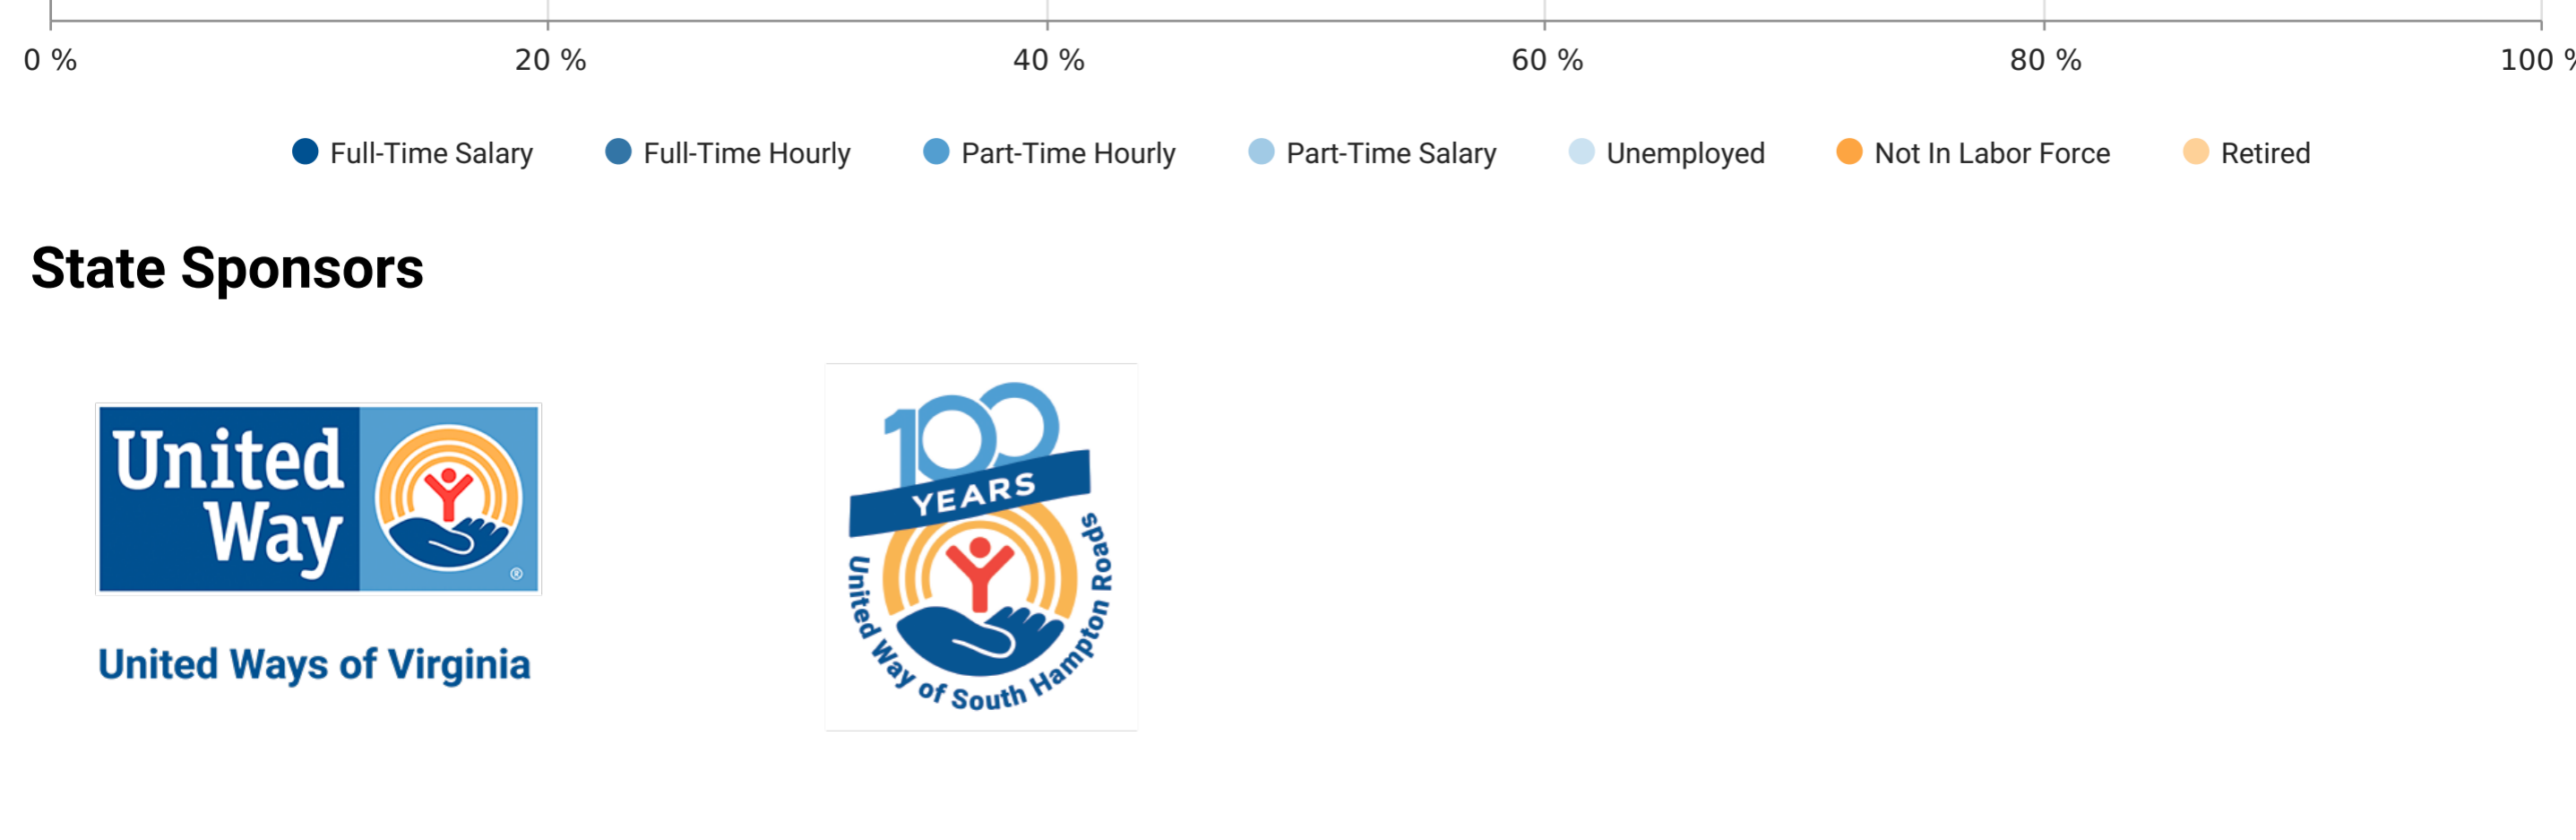 0 % 20 % 40 % 60 % 80 % 100 %
Full-Time Salary Full-Time Hourly Part-Time Hourly Part-Time Salary Unemployed Not In Labor Force Retired
State Sponsors
United
Way
®
United Ways of Virginia
100
YEARS
United Way of South Hampton Roads